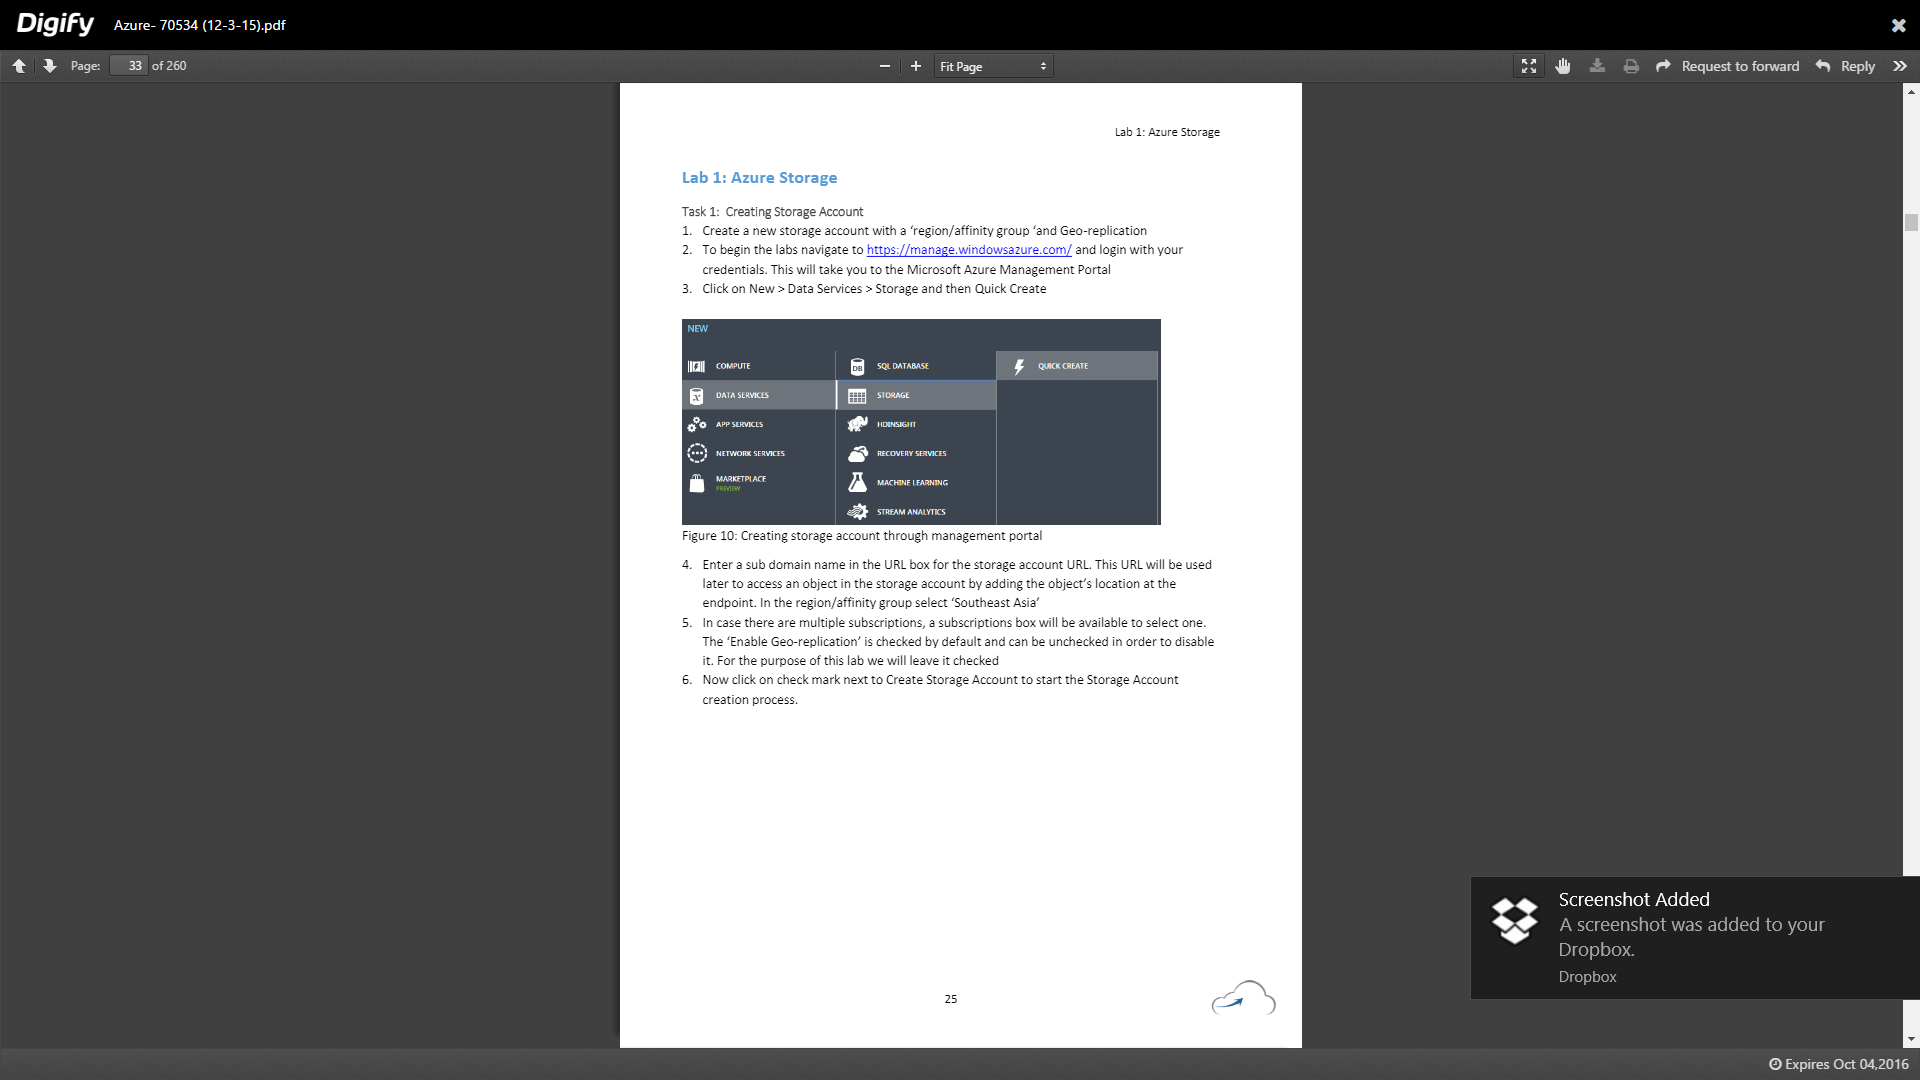 Digify Azure- 70534 (12-3-15).pdf
Page: 33 of 260 Fit Page Request to forward Reply
Lab 1: Azure Storage
Lab 1: Azure Storage
Task 1: Creating Storage Account
1. Create a new storage account with a ‘region/affinity group ‘and Geo-replication
2. To begin the labs navigate to https://manage.windowsazure.com/ and login with your
credentials. This will take you to the Microsoft Azure Management Portal
3. Click on New > Data Services > Storage and then Quick Create
NEW
COMPUTE
DATA SERVICES
APP SERVICES
NETWORK SERVICES
MARKETPLACE
PREVIEW
DB
SQL DATABASE
STORAGE
HDINSIGHT
RECOVERY SERVICES
MACHINE LEARNING
STREAM ANALYTICS
QUICK CREATE
Figure 10: Creating storage account through management portal
4. Enter a sub domain name in the URL box for the storage account URL. This URL will be used
later to access an object in the storage account by adding the object’s location at the
endpoint. In the region/affinity group select ‘Southeast Asia’
5. In case there are multiple subscriptions, a subscriptions box will be available to select one.
The ‘Enable Geo-replication’ is checked by default and can be unchecked in order to disable
it. For the purpose of this lab we will leave it checked
6. Now click on check mark next to Create Storage Account to start the Storage Account
creation process.
25
Screenshot Added
A screenshot was added to your
Dropbox.
Dropbox
Expires Oct 04,2016